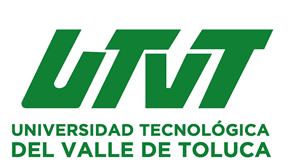 UTVT
UNIVERSIDAD TECNOLÓGICA
DEL VALLE DE TOLUCA